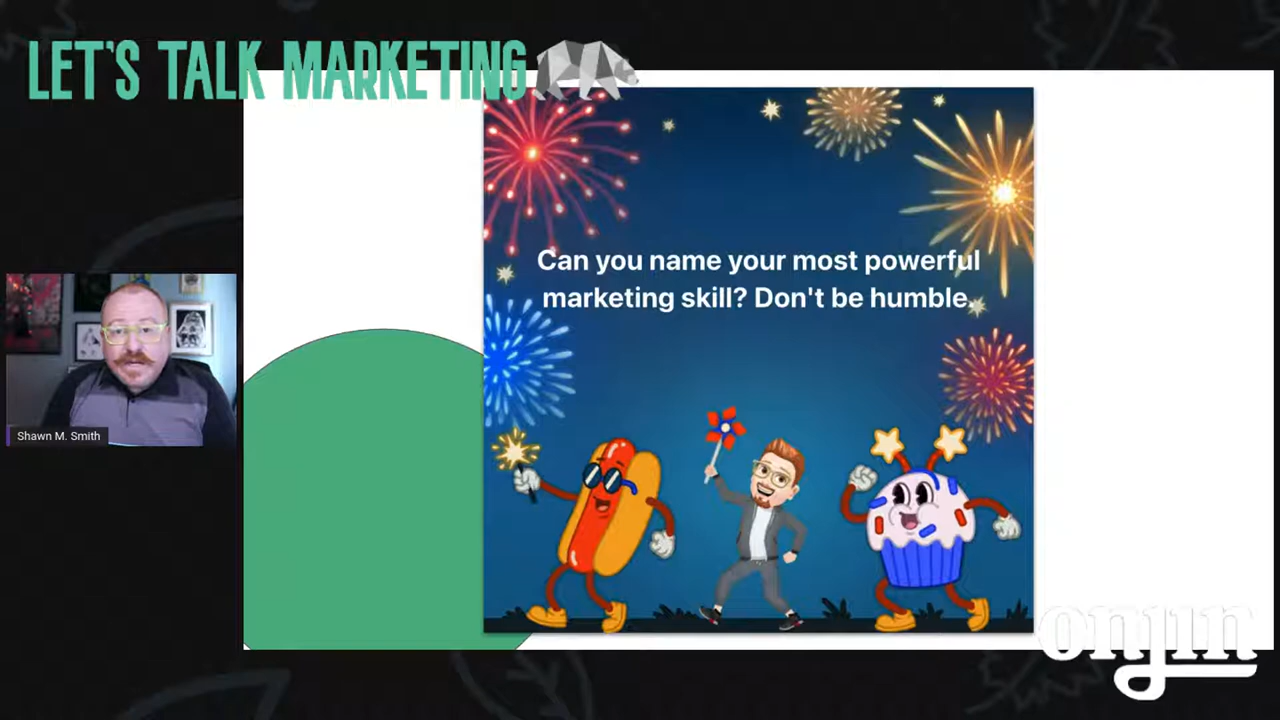 LET'S TALK MARKETING
Can you name your most powerful
marketing skill? Don't be humble.
Shawn M. Smith
onjin